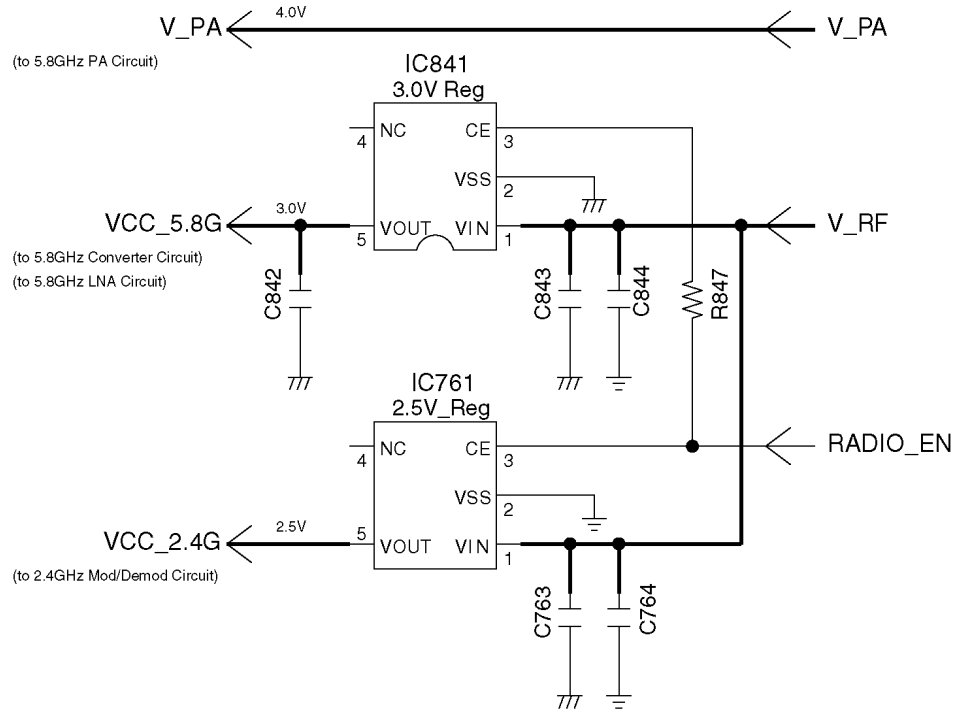 V_PA
4.0V
V_PA
(to 5.8GHz PA Circuit)
IC841
3.0V Reg
4
NC
CE
3
VSS
2
VCC_5.8G
3.0V
5
VOUT
VIN
1
V_RF
(to 5.8GHz Converter Circuit)
(to 5.8GHz LNA Circuit)
C842
C843
C844
R847
IC761
2.5V_Reg
4
NC
CE
3
RADIO_EN
VSS
2
VCC_2.4G
2.5V
5
VOUT
VIN
1
(to 2.4GHz Mod/Demod Circuit)
C763
C764